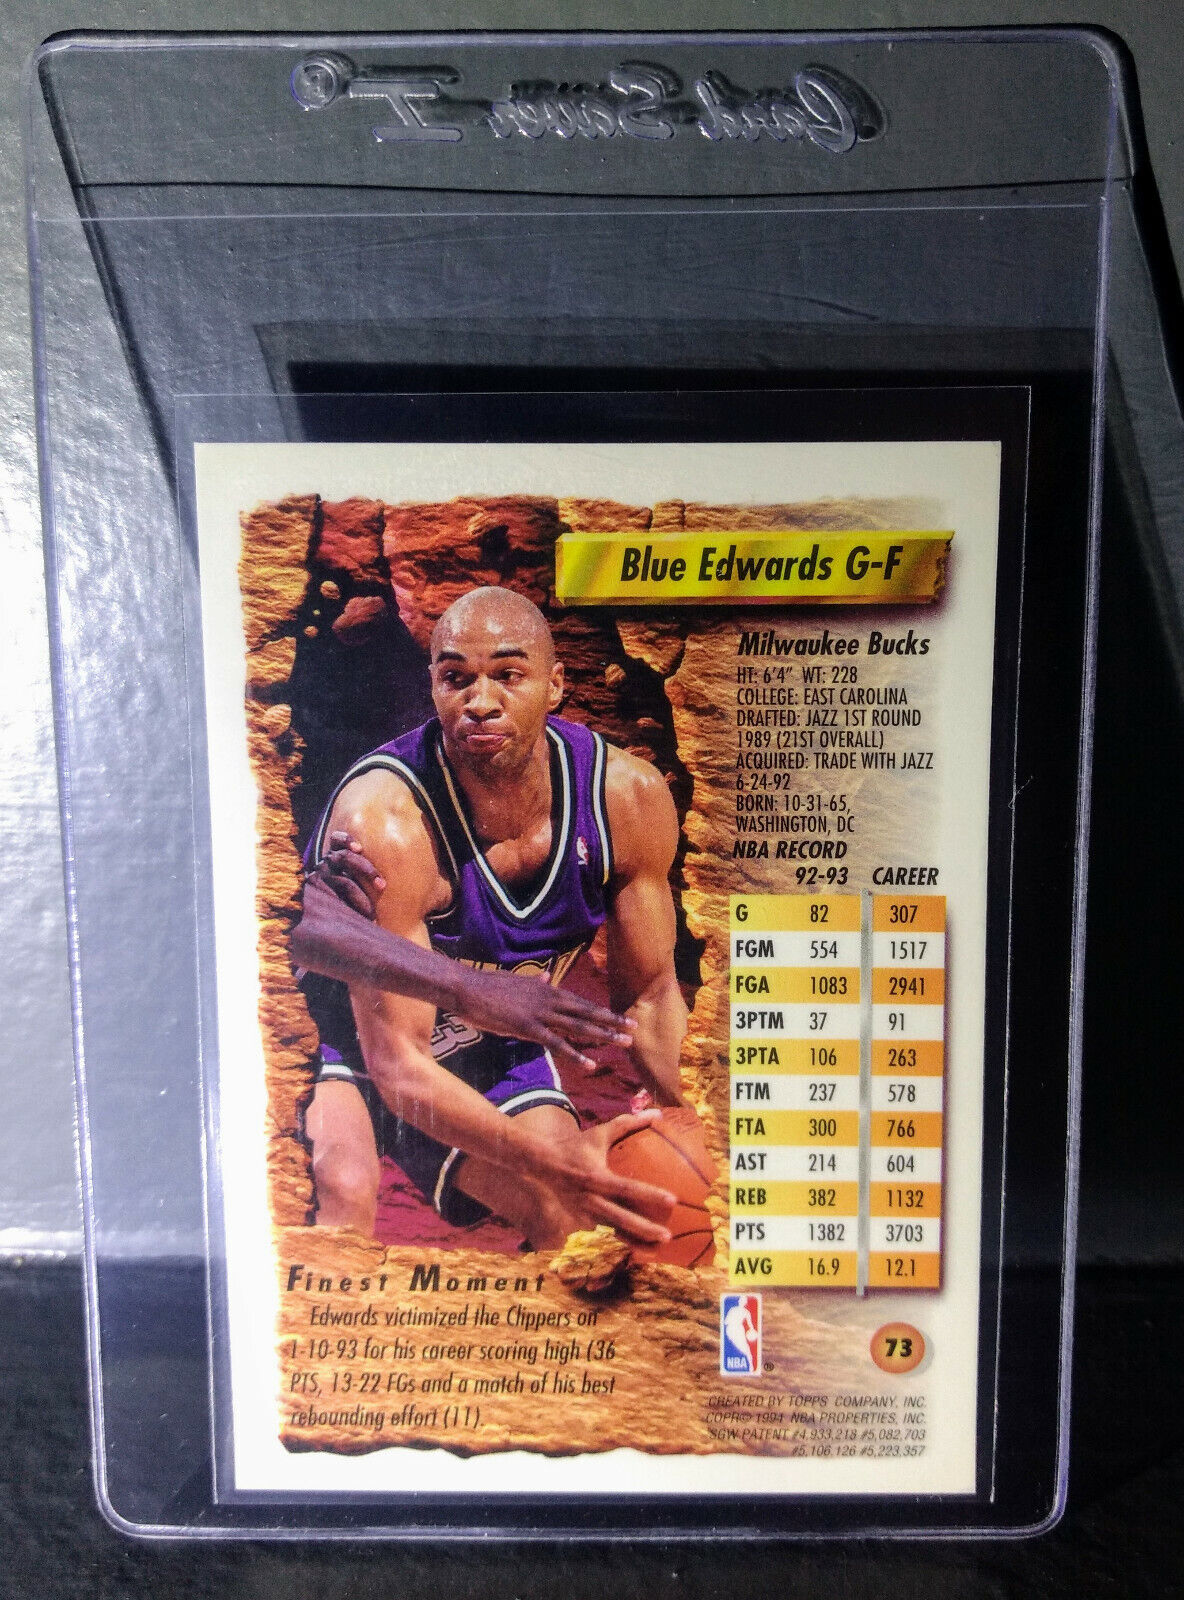 Card Saver I®
Blue Edwards G-F
Milwaukee Bucks
HT: 6'4" WT: 228
COLLEGE: EAST CAROLINA
DRAFTED: JAZZ 1ST ROUND
1989 (21ST OVERALL)
ACQUIRED: TRADE WITH JAZZ
6-24-92
BORN: 10-31-65,
WASHINGTON, DC
NBA RECORD
92-93 CAREER
G 82 307
FGM 554 1517
FGA 1083 2941
3PTM 37 91
3PTA 106 263
FTM 237 578
FTA 300 766
AST 214 604
REB 382 1132
PTS 1382 3703
AVG 16.9 12.1
Finest Moment
Edwards victimized the Clippers on
1-10-93 for his career scoring high (36
PTS, 13-22 FGs and a match of his best
rebounding effort (11).
NBA ®
73
CREATED BY TOPPS COMPANY, INC.
COPR© 1994 NBA PROPERTIES, INC.
SGW PATENT #4,933,218 #5,082,703
#5,106,126 #5,223,357